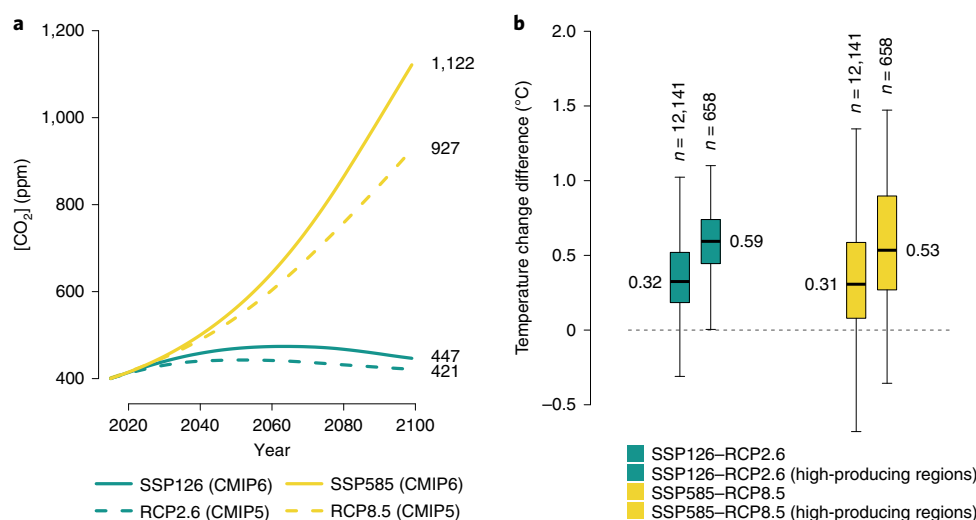 a
1,200
1,000
800
600
400
[CO2] (ppm)
1,122
927
447
421
2020
2040
2060
2080
2100
Year
SSP126 (CMIP6)
SSP585 (CMIP6)
RCP2.6 (CMIP5)
RCP8.5 (CMIP5)
b
2.0
1.5
1.0
0.5
0
–0.5
Temperature change difference (°C)
n = 12,141
n = 658
n = 12,141
n = 658
0.32
0.59
0.31
0.53
SSP126–RCP2.6
SSP126–RCP2.6 (high-producing regions)
SSP585–RCP8.5
SSP585–RCP8.5 (high-producing regions)